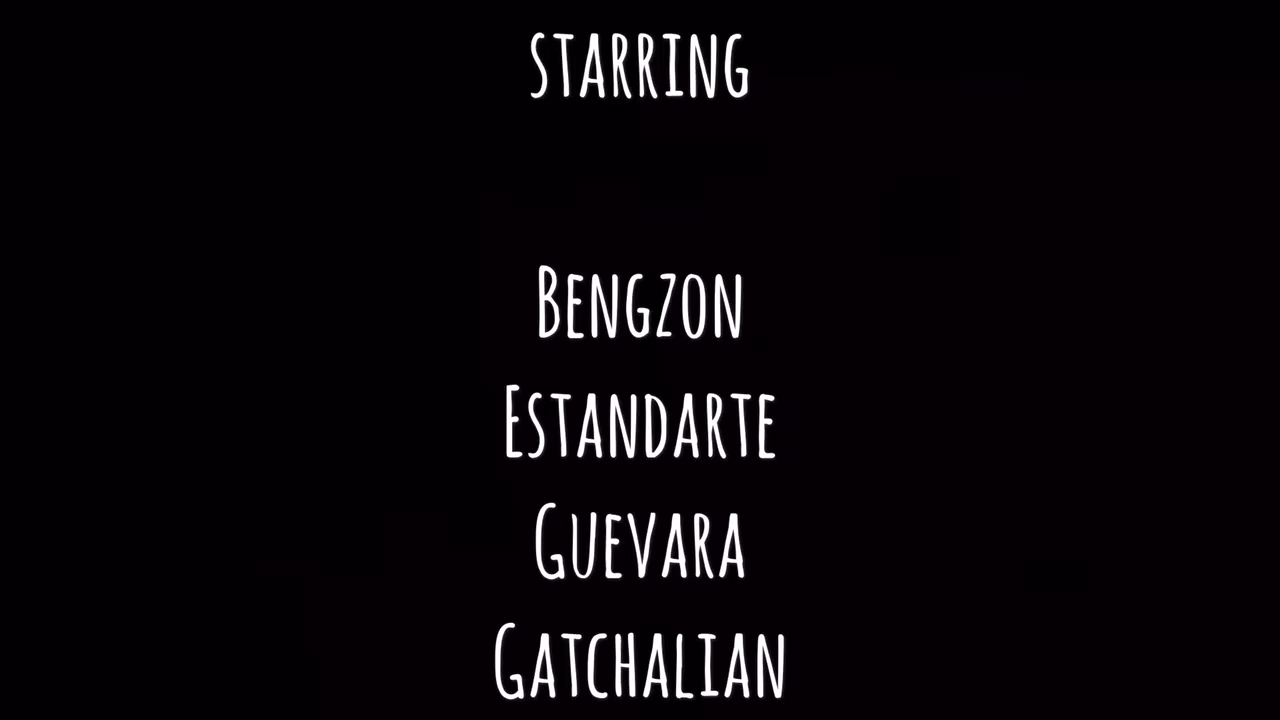 STARRING
BENGZON
ESTANDARTE
GUEVARA
GATCHALIAN